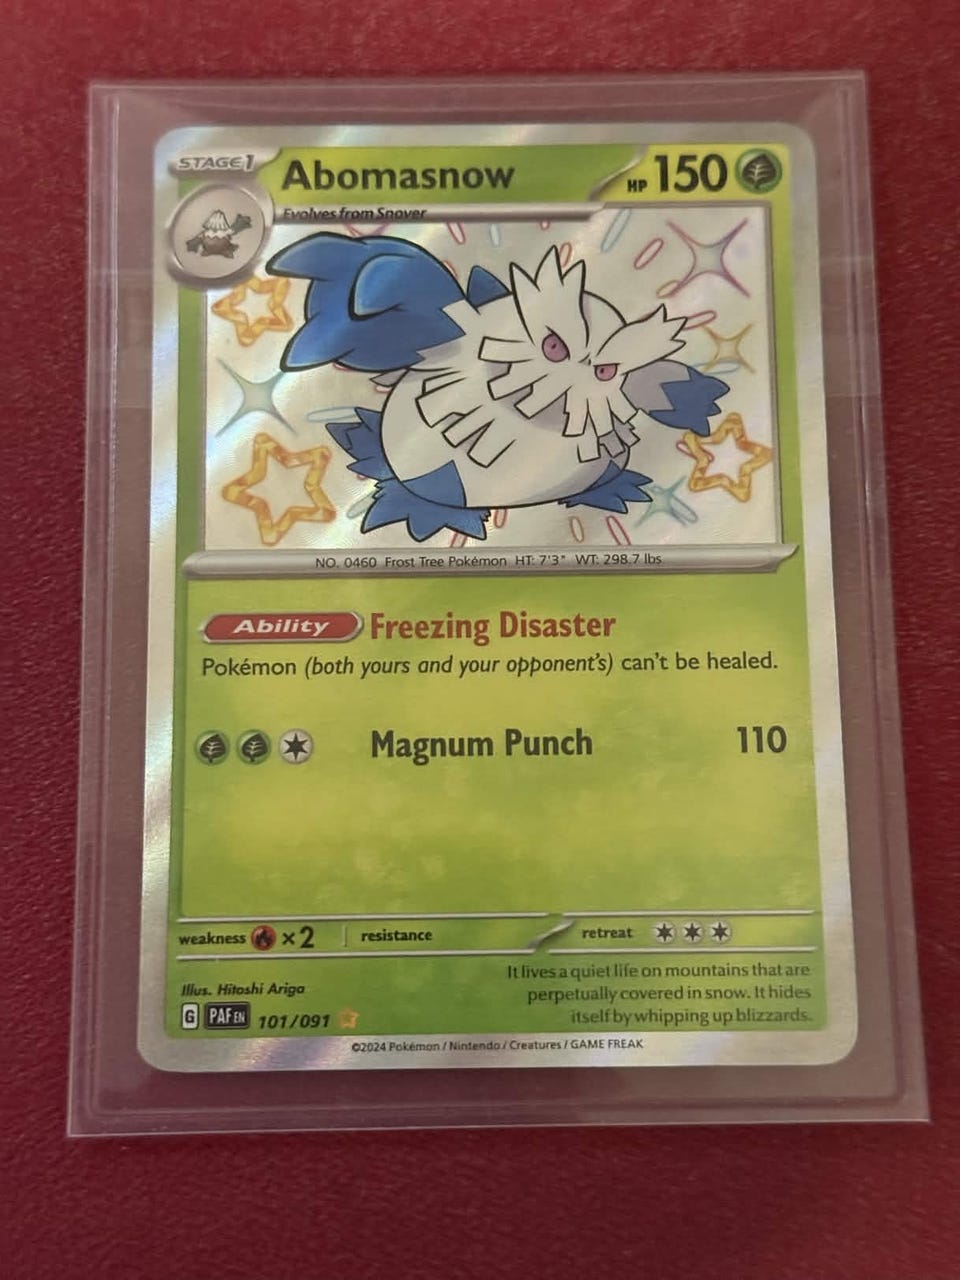 STAGE 1 Abomasnow HP 150
Evolves from Snover
NO. 0460 Frost Tree Pokémon HT: 7'3" WT: 298.7 lbs
Ability Freezing Disaster
Pokémon (both yours and your opponent's) can't be healed.
Magnum Punch 110
weakness ×2 resistance retreat
It lives a quiet life on mountains that are
perpetually covered in snow. It hides
itself by whipping up blizzards.
Illus. Hitoshi Ariga
G PAF EN 101/091
©2024 Pokémon / Nintendo / Creatures / GAME FREAK